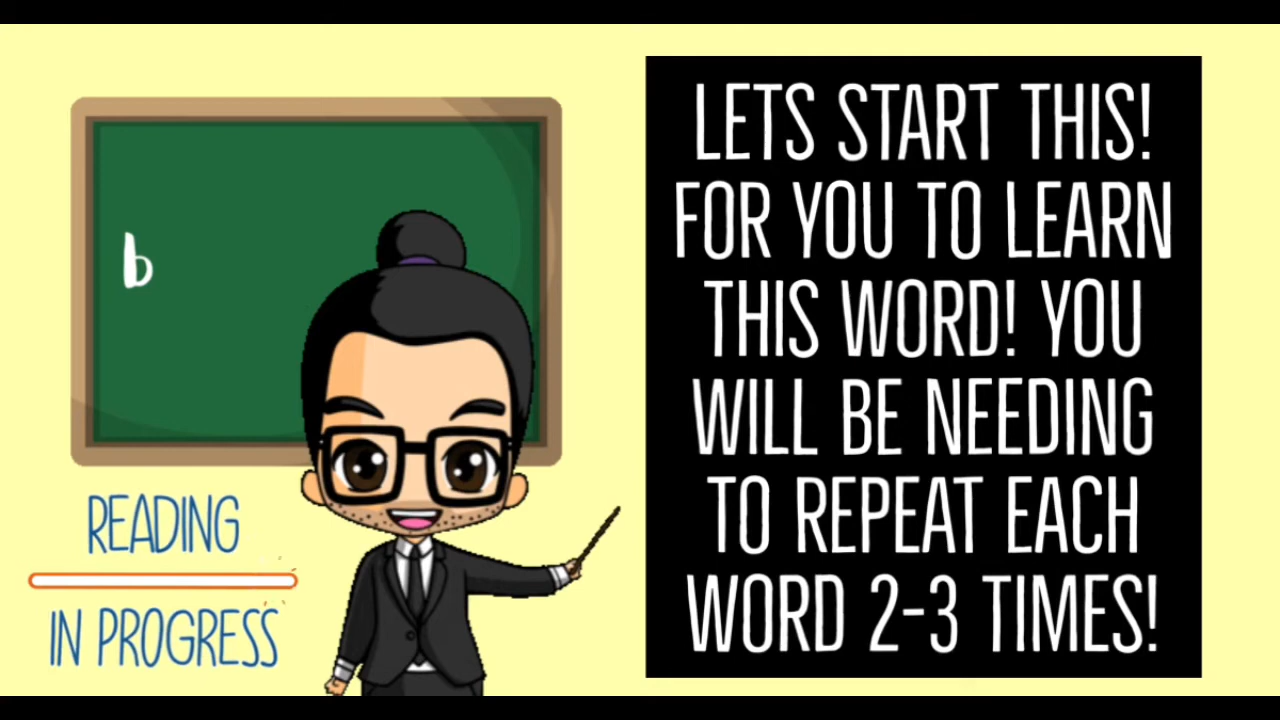 b
READING
IN PROGRESS
LETS START THIS!
FOR YOU TO LEARN
THIS WORD! YOU
WILL BE NEEDING
TO REPEAT EACH
WORD 2-3 TIMES!